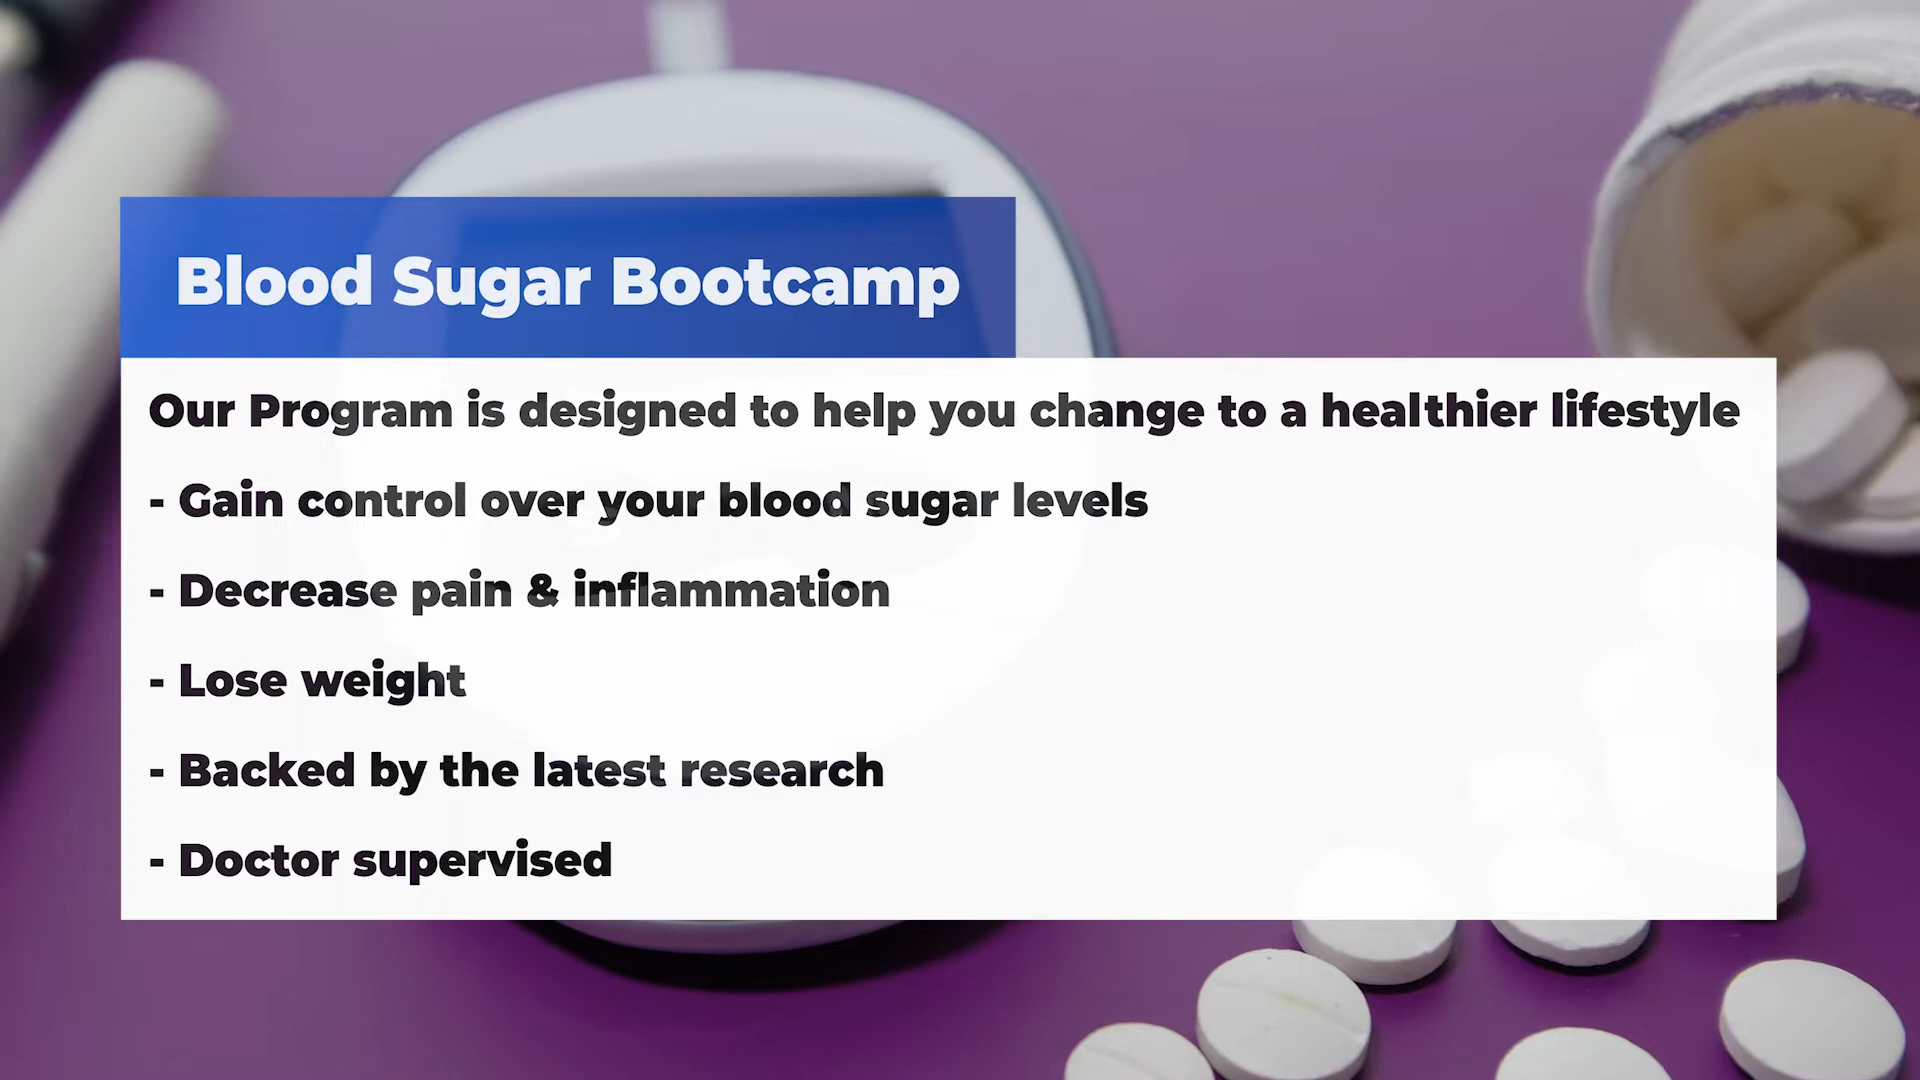 Blood Sugar Bootcamp
Our Program is designed to help you change to a healthier lifestyle
- Gain control over your blood sugar levels
- Decrease pain & inflammation
- Lose weight
- Backed by the latest research
- Doctor supervised